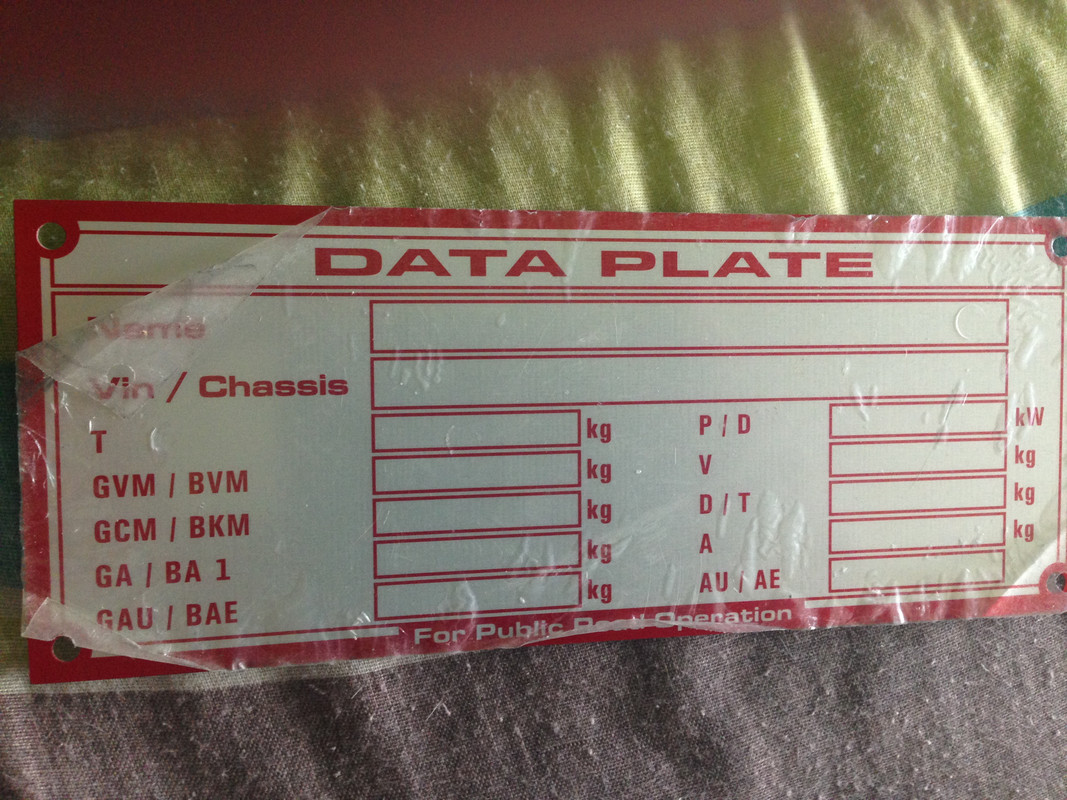 DATA PLATE
Name
Vin / Chassis
T kg P / D kW
GVM / BVM kg V kg
GCM / BKM kg D / T kg
GA / BA 1 kg A kg
GAU / BAE kg AU / AE
For Public Road Operation